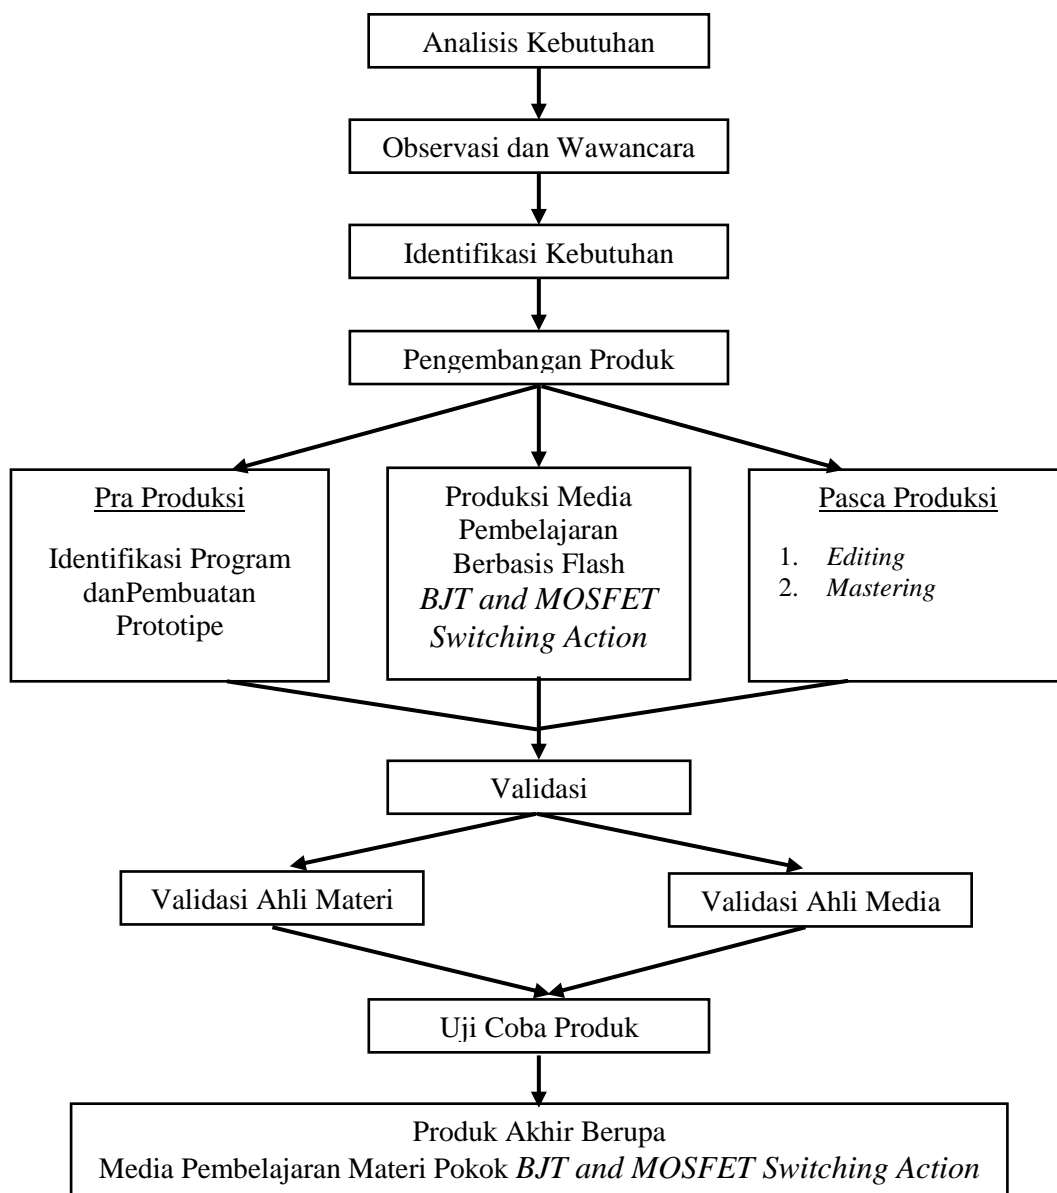 Analisis Kebutuhan
Observasi dan Wawancara
Identifikasi Kebutuhan
Pengembangan Produk
Pra Produksi
Identifikasi Program
danPembuatan
Prototipe
Produksi Media
Pembelajaran
Berbasis Flash
BJT and MOSFET
Switching Action
Pasca Produksi
1. Editing
2. Mastering
Validasi
Validasi Ahli Materi
Validasi Ahli Media
Uji Coba Produk
Produk Akhir Berupa
Media Pembelajaran Materi Pokok BJT and MOSFET Switching Action